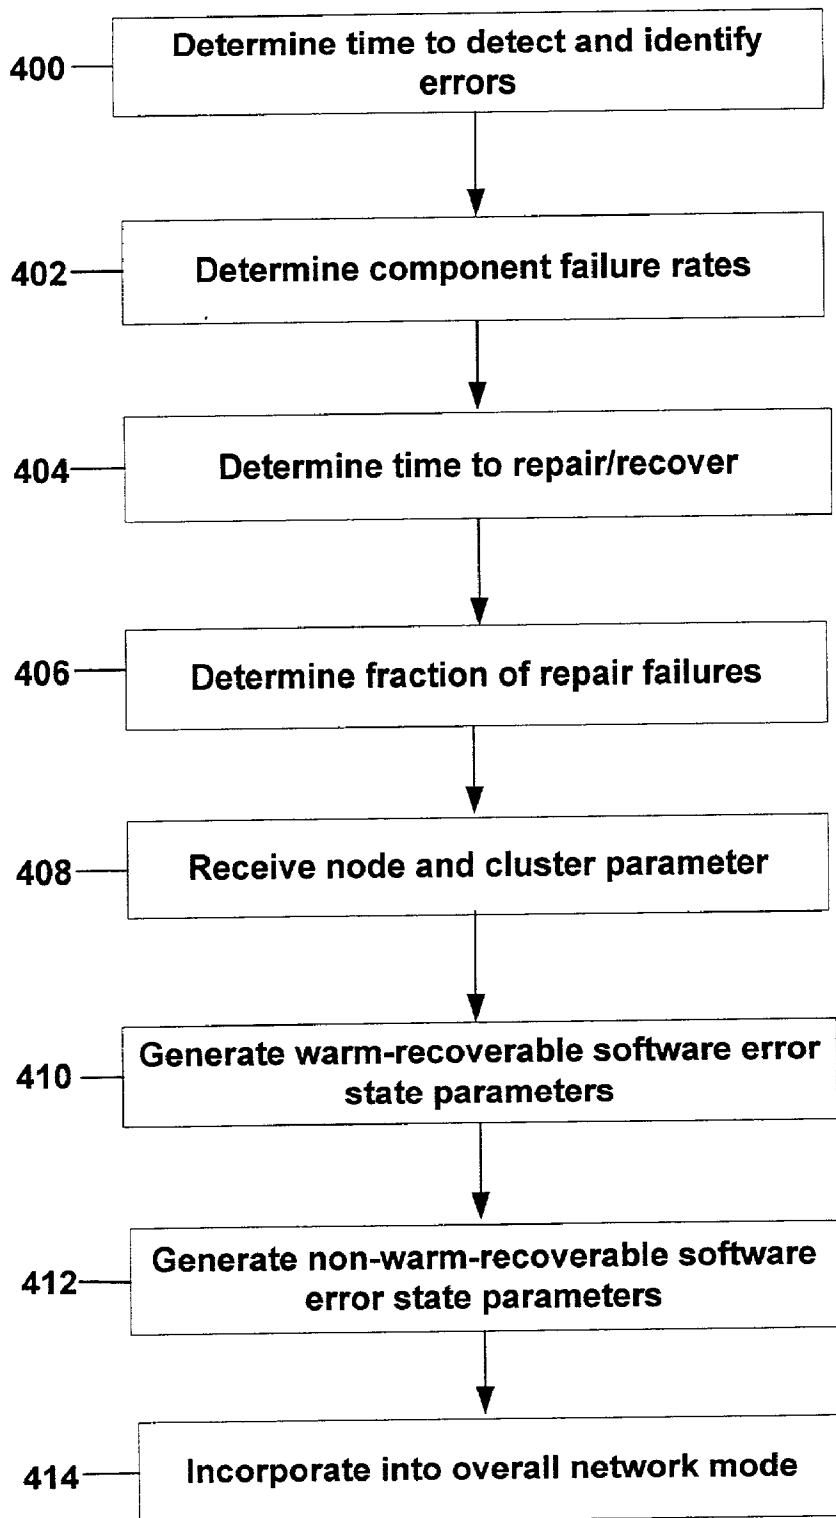 400
Determine time to detect and identify
errors
402
Determine component failure rates
404
Determine time to repair/recover
406
Determine fraction of repair failures
408
Receive node and cluster parameter
410
Generate warm-recoverable software error
state parameters
412
Generate non-warm-recoverable software
error state parameters
414
Incorporate into overall network mode